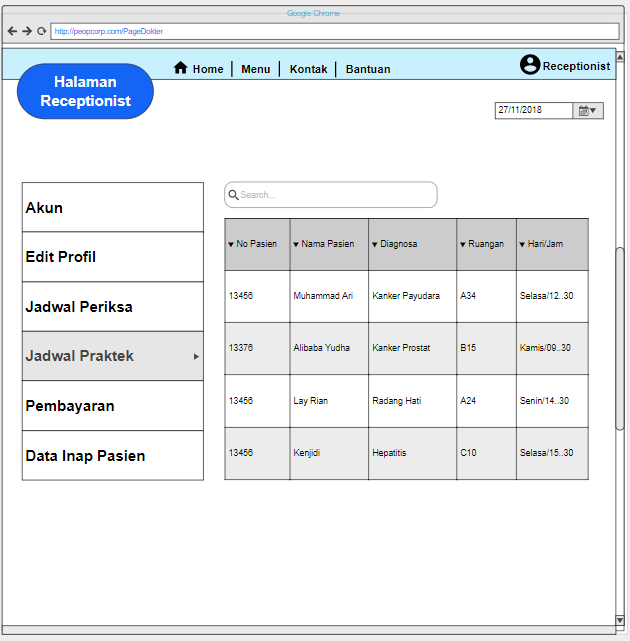 Google Chrome
http://peopcorp.com/PageDokter
Home | Menu | Kontak | Bantuan
Receptionist
Halaman
Receptionist
27/11/2018
Search...
Akun
Edit Profil
Jadwal Periksa
Jadwal Praktek
Pembayaran
Data Inap Pasien
No Pasien Nama Pasien Diagnosa Ruangan Hari/Jam
13456 Muhammad Ari Kanker Payudara A34 Selasa/12..30
13376 Alibaba Yudha Kanker Prostat B15 Kamis/09..30
13456 Lay Rian Radang Hati A24 Senin/14..30
13456 Kenjidi Hepatitis C10 Selasa/15..30